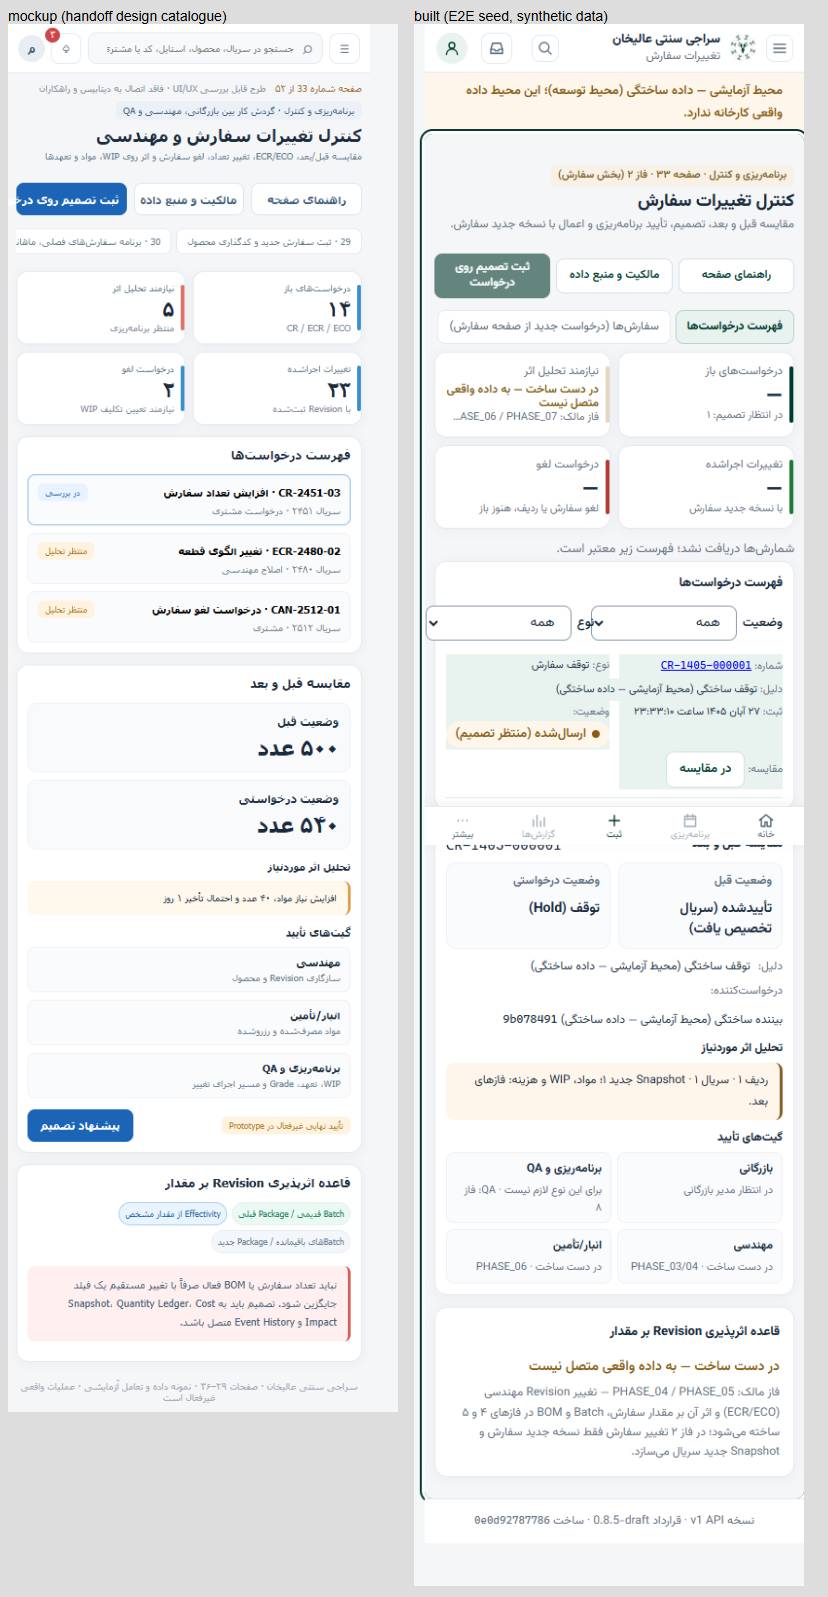 mockup (handoff design catalogue)
جستجو در سریال، محصول، استایل، کد یا مشتری
۳
م
صفحه شماره 33 از ۵۲
طرح قابل بررسی UI/UX · فاقد اتصال به دیتابیس و راهکاران
برنامه‌ریزی و کنترل · گردش کار بین بازرگانی، مهندسی و QA
کنترل تغییرات سفارش و مهندسی
مقایسه قبل/بعد، ECR/ECO، تغییر تعداد، لغو سفارش و اثر روی WIP، مواد و تعهدها
راهنمای صفحه
مالکیت و منبع داده
ثبت تصمیم روی درخو
29 · ثبت سفارش جدید و کدگذاری محصول
30 · برنامه سفارش‌های فصلی، ماهان
درخواست‌های باز
۱۴
CR / ECR / ECO
نیازمند تحلیل اثر
۵
منتظر برنامه‌ریزی
تغییرات اجراشده
۲۳
با Revision ثبت‌شده
درخواست لغو
۲
نیازمند تعیین تکلیف WIP
فهرست درخواست‌ها
CR-2451-03 · افزایش تعداد سفارش
سریال ۲۴۵۱ · درخواست مشتری
در بررسی
ECR-2480-02 · تغییر الگوی قطعه
سریال ۲۴۸۰ · اصلاح مهندسی
منتظر تحلیل
CAN-2512-01 · درخواست لغو سفارش
سریال ۲۵۱۲ · مشتری
منتظر تحلیل
مقایسه قبل و بعد
وضعیت قبل
۵۰۰ عدد
وضعیت درخواستی
۵۴۰ عدد
تحلیل اثر موردنیاز
افزایش نیاز مواد، ۴۰ عدد و احتمال تأخیر ۱ روز
گیت‌های تأیید
مهندسی
سازگاری Revision و محصول
انبار/تأمین
مواد مصرف‌شده و رزروشده
برنامه‌ریزی و QA
WIP، تعهد، Grade و مسیر اجرای تغییر
تأیید نهایی غیرفعال در Prototype
پیشنهاد تصمیم
قاعده اثرپذیری Revision بر مقدار
Batch قدیمی / Package قبلی
Effectivity از مقدار مشخص
Batchهای باقیمانده / Package جدید
نباید تعداد سفارش یا BOM فعال صرفاً با تغییر مستقیم یک فیلد
جایگزین شود. تصمیم باید به Snapshot، Quantity Ledger، Cost
Impact و Event History متصل باشد.
سراجی سنتی عالیخان · صفحات ۲۹–۳۶ · نمونه داده و تعامل آزمایشی · عملیات واقعی
غیرفعال است
built (E2E seed, synthetic data)
سراجی سنتی عالیخان
تغییرات سفارش
محیط آزمایشی — داده ساختگی (محیط توسعه)؛ این محیط داده
واقعی کارخانه ندارد.
برنامه‌ریزی و کنترل · صفحه ۳۳ · فاز ۲ (بخش سفارش)
کنترل تغییرات سفارش
مقایسه قبل و بعد، تصمیم، تأیید برنامه‌ریزی و اعمال با نسخه جدید سفارش.
راهنمای صفحه
مالکیت و منبع داده
ثبت تصمیم روی
درخواست
فهرست درخواست‌ها
سفارش‌ها (درخواست جدید از صفحه سفارش)
درخواست‌های باز
—
در انتظار تصمیم: ۱
نیازمند تحلیل اثر
در دست ساخت — به داده واقعی
متصل نیست
فاز مالک: PHASE_07 / ASE_06...
تغییرات اجراشده
—
با نسخه جدید سفارش
درخواست لغو
—
لغو سفارش یا ردیف، هنوز باز
شمارش‌ها دریافت نشد؛ فهرست زیر معتبر است.
فهرست درخواست‌ها
وضعیت
همه
نوع
همه
شماره: CR-1405-000001
نوع: توقف سفارش
دلیل: توقف ساختگی (محیط آزمایشی — داده ساختگی)
ثبت: ۲۷ آبان ۱۴۰۵ ساعت ۲۳:۳۳:۱۰
وضعیت:
ارسال‌شده (منتظر تصمیم)
مقایسه:
در مقایسه
خانه
برنامه‌ریزی
ثبت
گزارش‌ها
بیشتر
مقایسه قبل و بعد
CR-1405-000001
وضعیت قبل
تأییدشده (سریال
تخصیص یافت)
وضعیت درخواستی
توقف (Hold)
دلیل: توقف ساختگی (محیط آزمایشی — داده ساختگی)
درخواست‌کننده:
بیننده ساختگی (محیط آزمایشی — داده ساختگی) 9b078491
تحلیل اثر موردنیاز
ردیف ۱ · سریال ۱ · Snapshot جدید ۱؛ مواد، WIP و هزینه: فازهای
بعد.
گیت‌های تأیید
بازرگانی
در انتظار مدیر بازرگانی
برنامه‌ریزی و QA
برای این نوع لازم نیست · QA: فاز
۸
مهندسی
در دست ساخت · PHASE_03/04
انبار/تأمین
در دست ساخت · PHASE_06
قاعده اثرپذیری Revision بر مقدار
در دست ساخت — به داده واقعی متصل نیست
فاز مالک: PHASE_04 / PHASE_05 — تغییر Revision مهندسی
(ECR/ECO) و اثر آن بر مقدار سفارش، Batch و BOM در فازهای ۴ و ۵
ساخته می‌شود؛ در فاز ۲ تغییر سفارش فقط نسخه جدید سفارش و
Snapshot جدید سریال می‌سازد.
نسخه v1 API · قرارداد 0.8.5-draft · ساخت 0e0d92787786